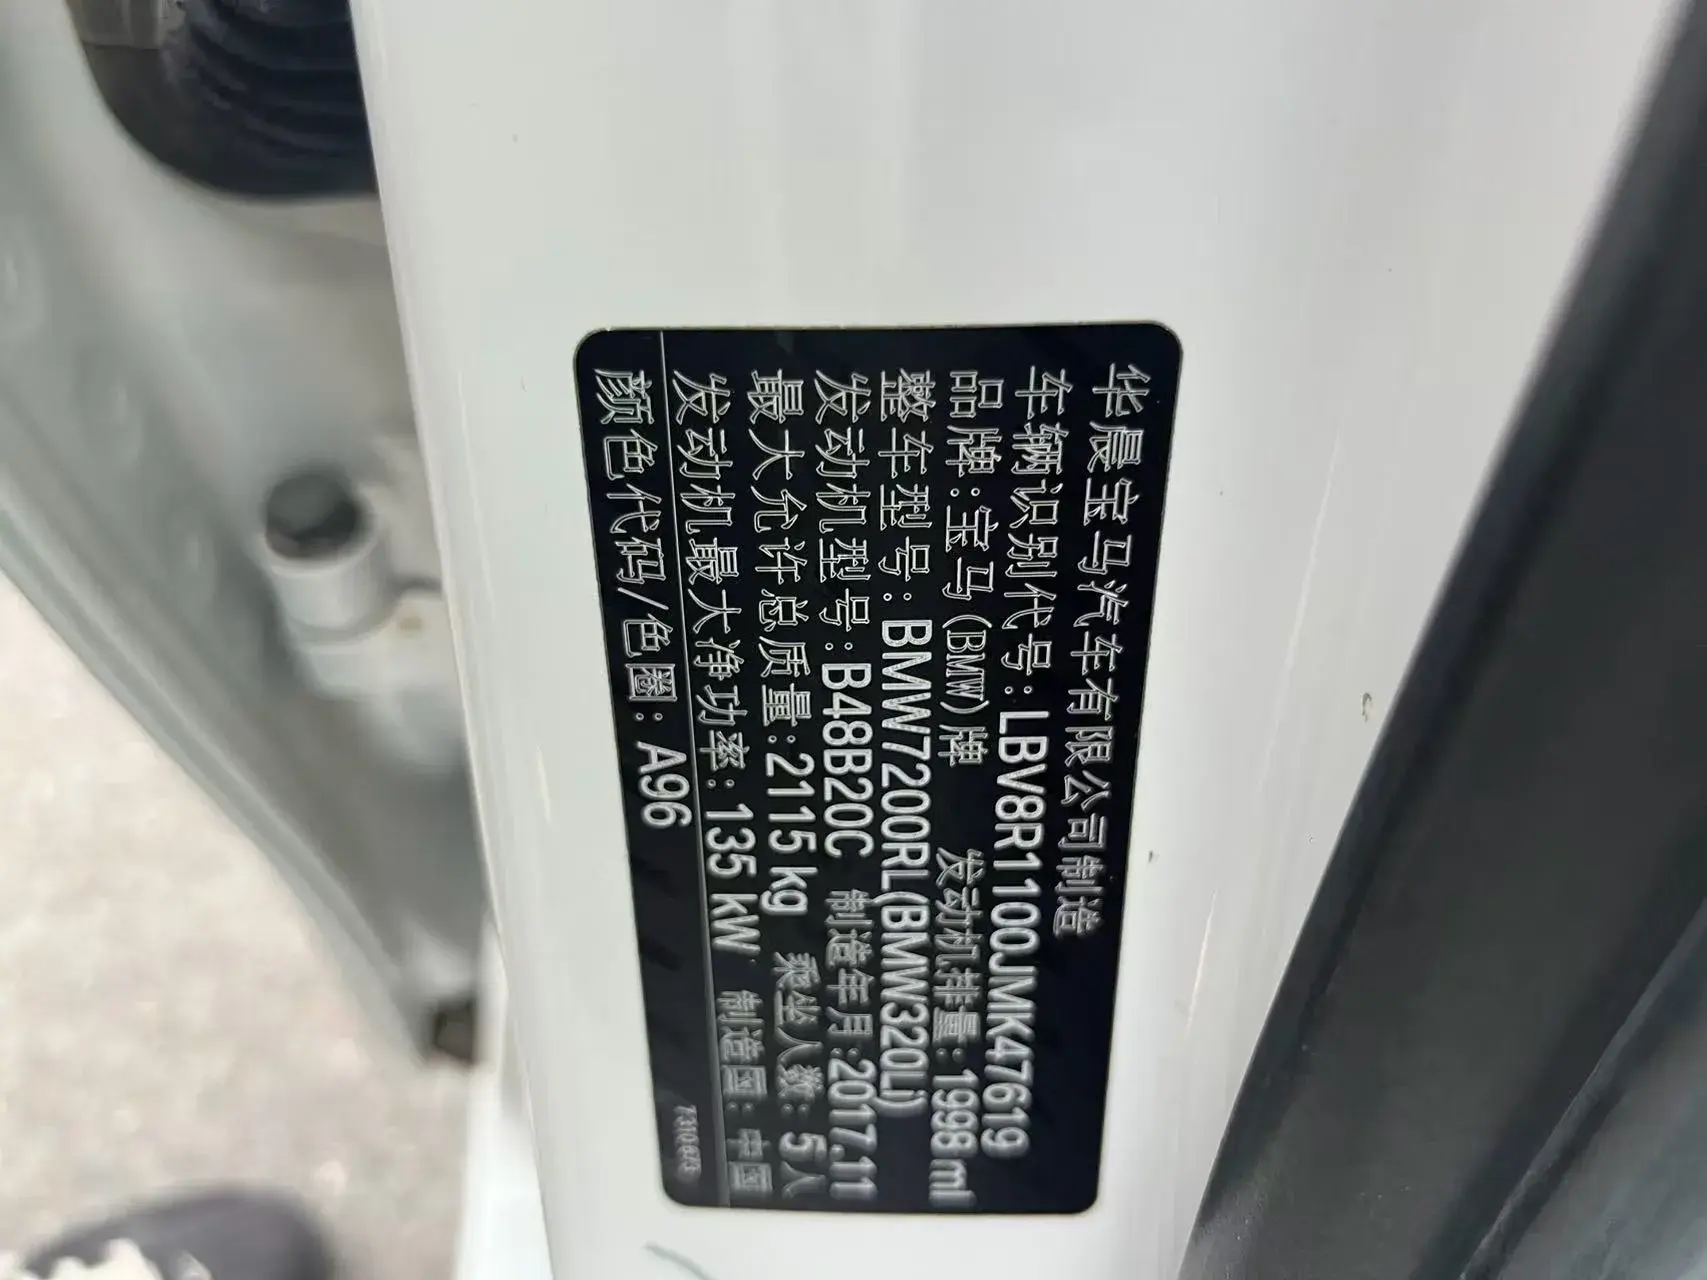 华晨宝马汽车有限公司制造
车辆识别代号:LBV8R1100JMK47619
品牌:宝马(BMW)牌 发动机排量:1998 ml
整车型号:BMW7200RL(BMW320Li)
发动机型号:B48B20C 制造年月:2017.11
最大允许总质量:2115 kg 乘坐人数:5人
发动机最大净功率:135 kW 制造国:中国
颜色代码/色圈:A96